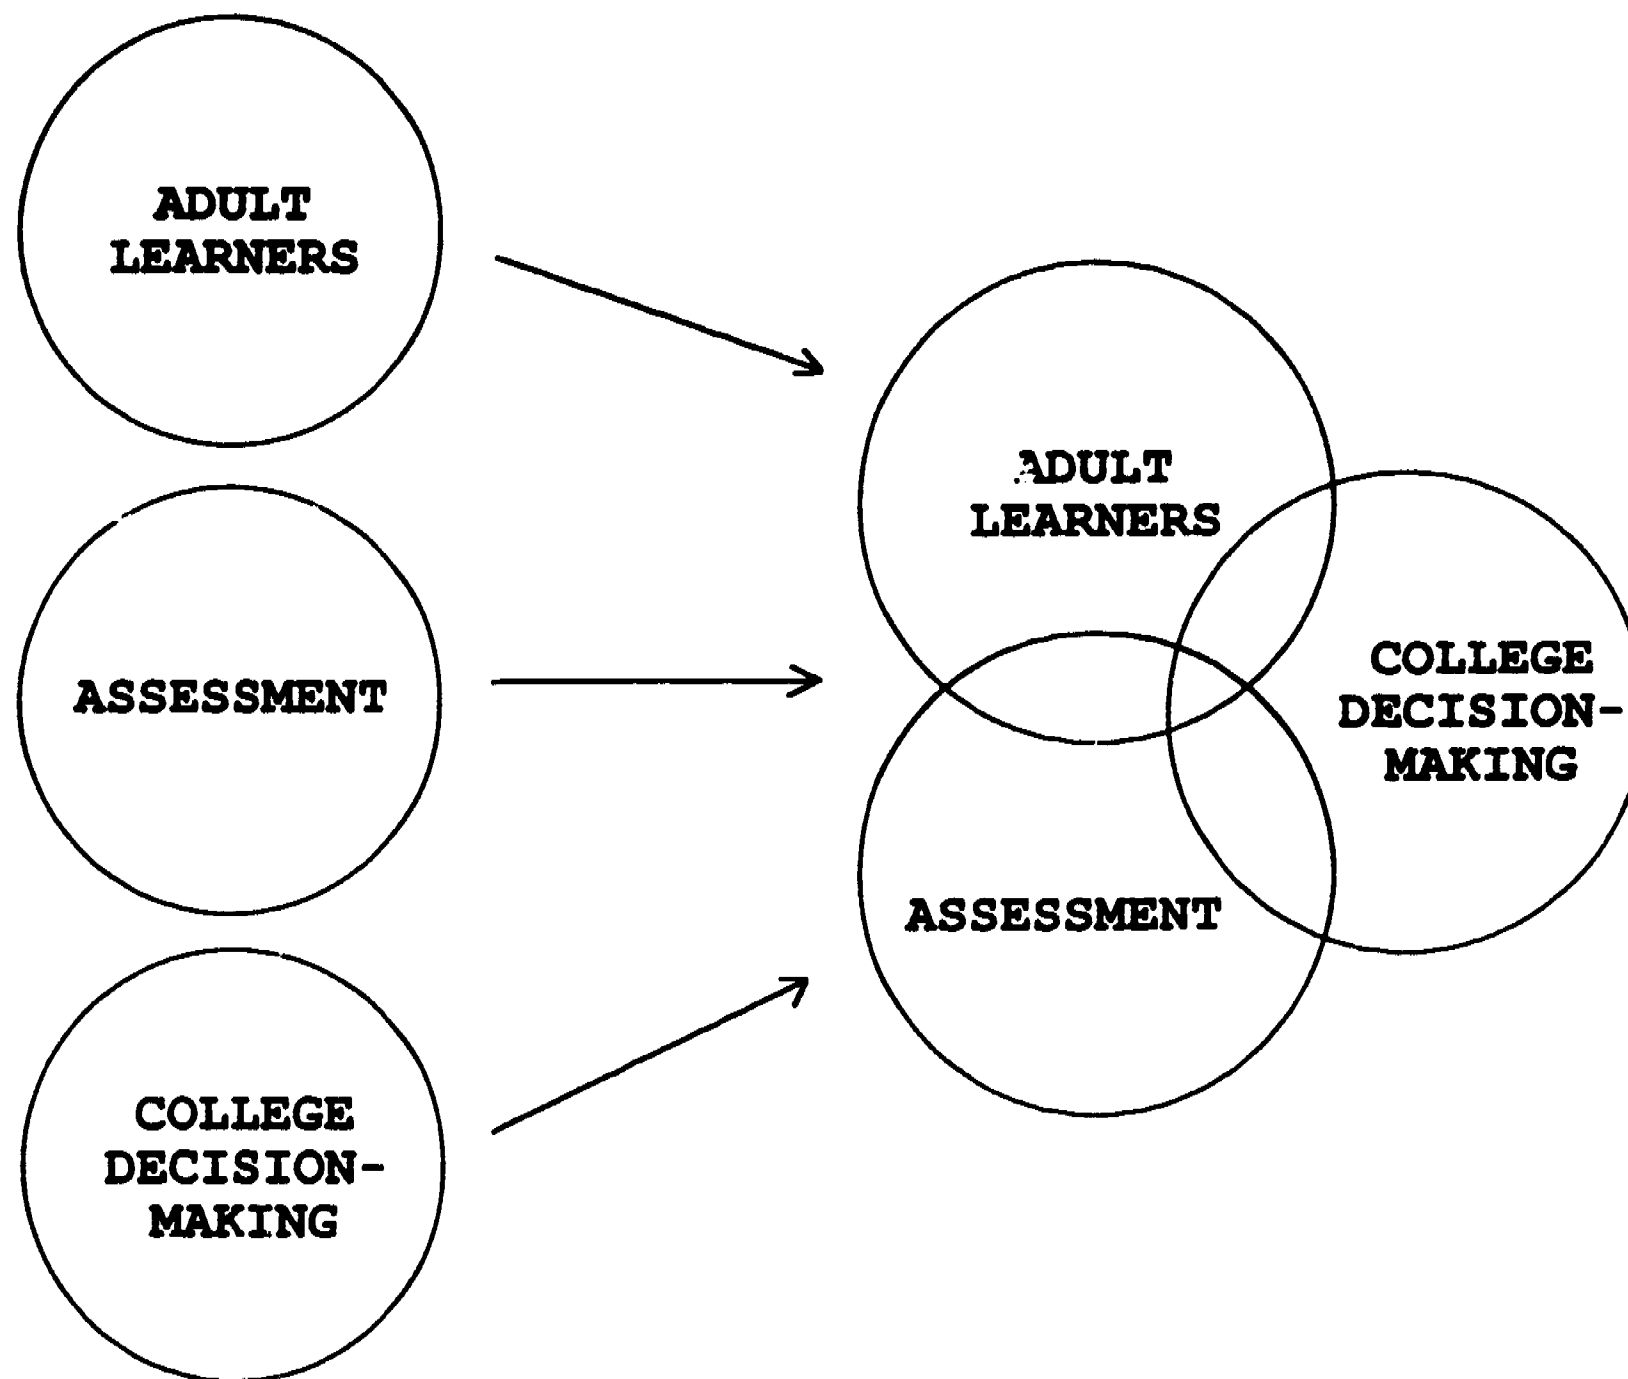 ADULT
LEARNERS
ASSESSMENT
COLLEGE
DECISION-
MAKING
ADULT
LEARNERS
COLLEGE
DECISION-
MAKING
ASSESSMENT